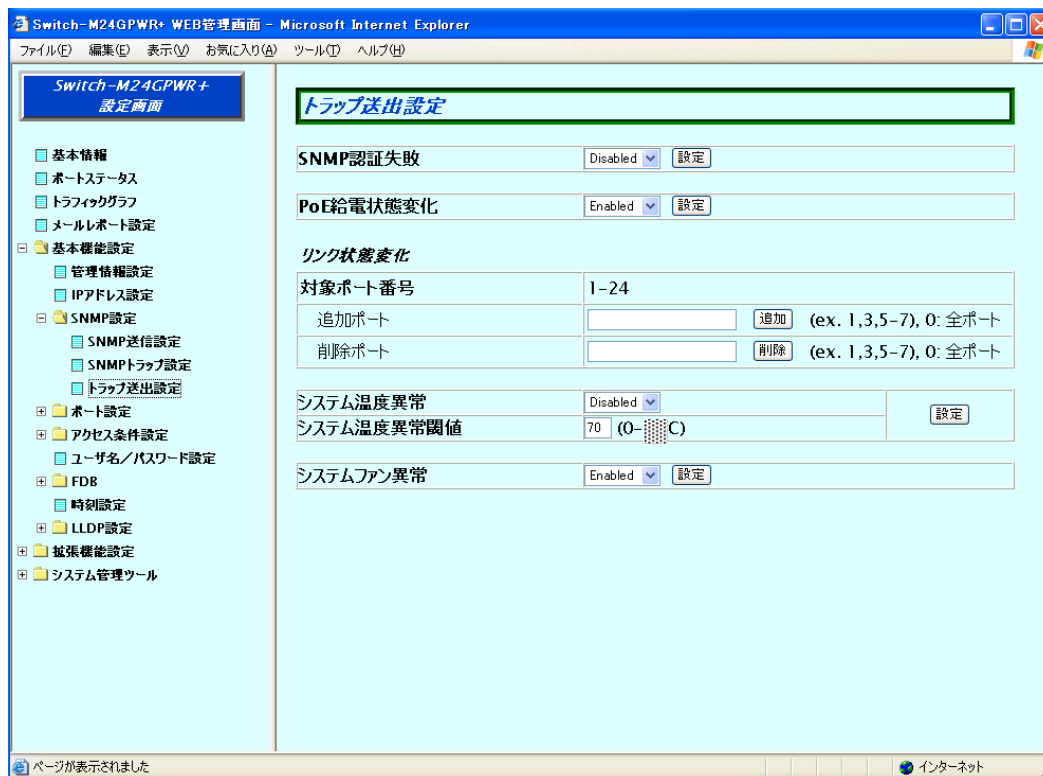 Switch-M24GPWR+ WEB管理画面 - Microsoft Internet Explorer
ファイル(F) 編集(E) 表示(V) お気に入り(A) ツール(T) ヘルプ(H)
Switch-M24GPWR+
設定画面
基本情報
ポートステータス
トラフィックグラフ
メールレポート設定
基本機能設定
管理情報設定
IPアドレス設定
SNMP設定
SNMP送信設定
SNMPトラップ設定
トラップ送出設定
ポート設定
アクセス条件設定
ユーザ名/パスワード設定
FDB
時刻設定
LLDP設定
拡張機能設定
システム管理ツール
トラップ送出設定
SNMP認証失敗 Disabled 設定
PoE給電状態変化 Enabled 設定
リンク状態変化
対象ポート番号 1-24
追加ポート 追加 (ex. 1,3,5-7), 0: 全ポート
削除ポート 削除 (ex. 1,3,5-7), 0: 全ポート
システム温度異常 Disabled 設定
システム温度異常閾値 70 (0- C)
システムファン異常 Enabled 設定
ページが表示されました インターネット